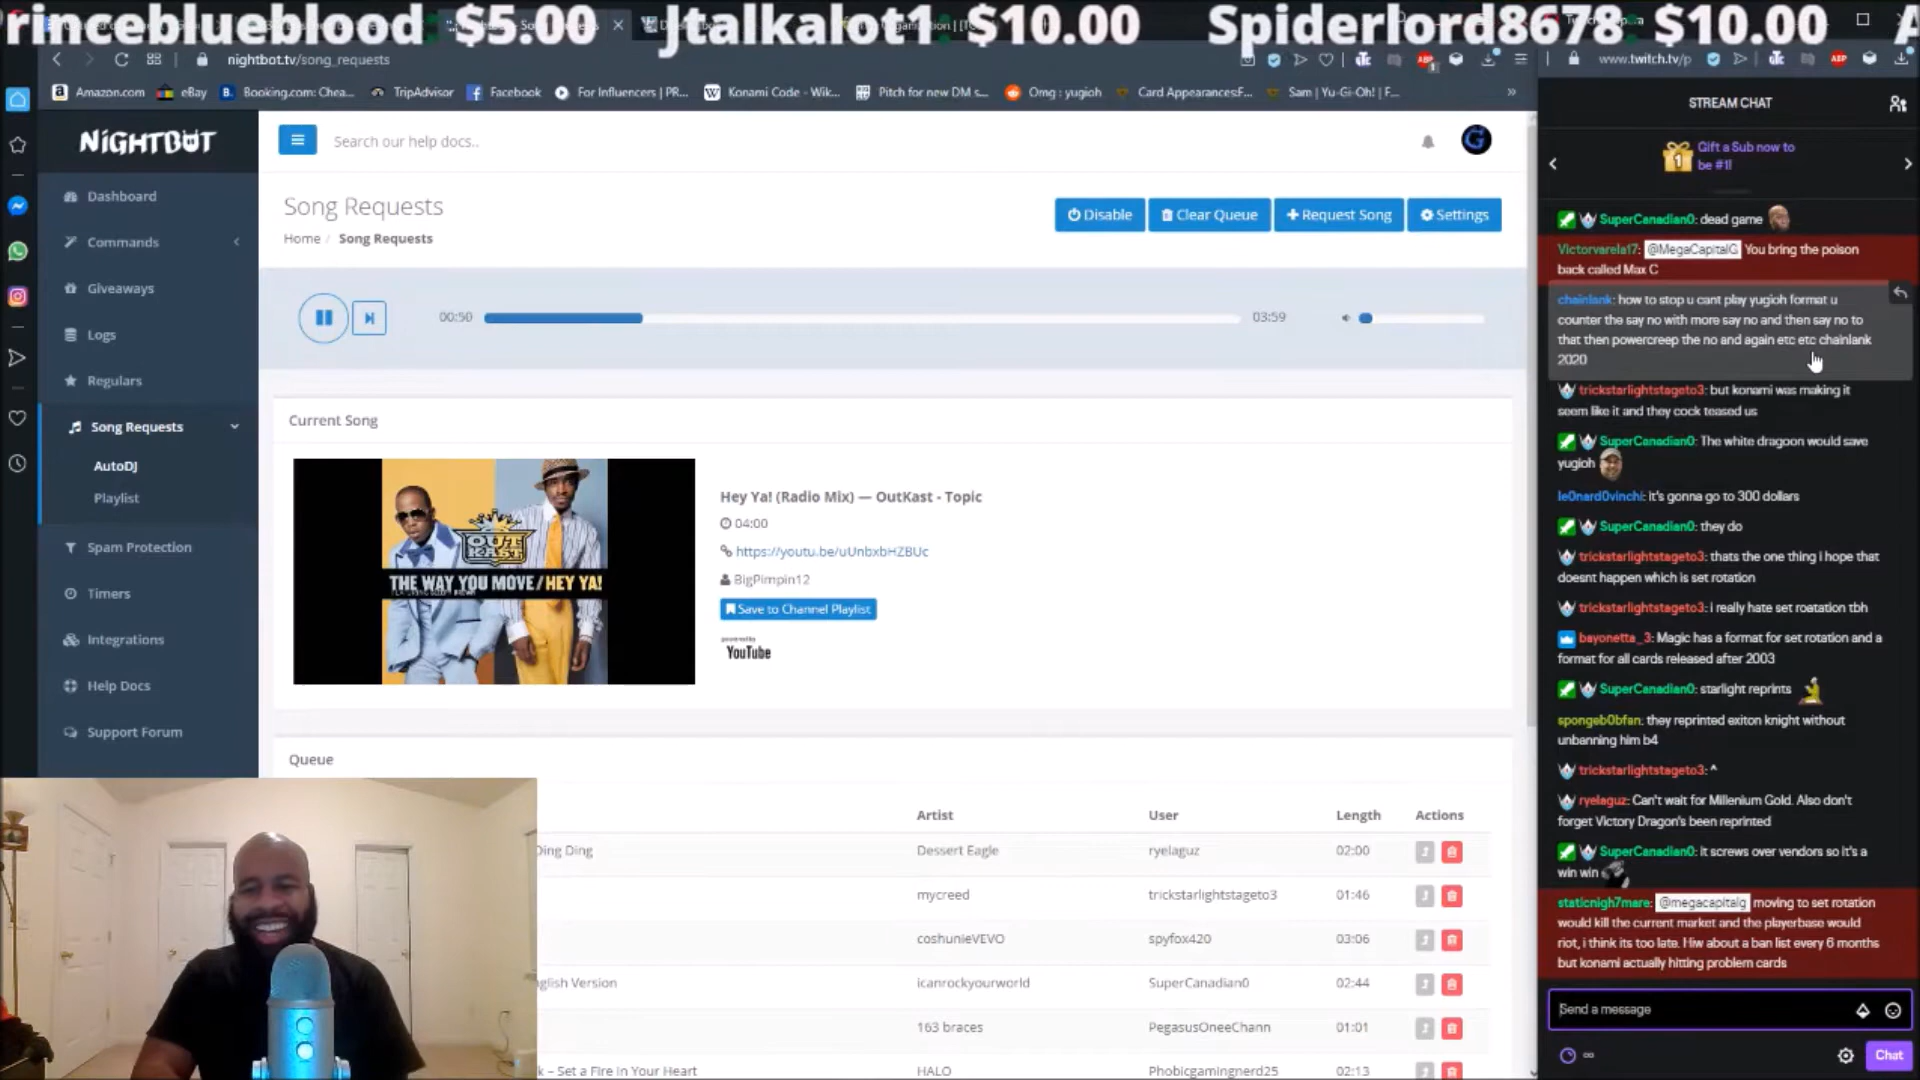 rinceblueblood: $5.00 Jtalkalot1: $10.00 Spiderlord8678: $10.00
nightbot.tv/song_requests
www.twitch.tv/p
Amazon.com
eBay
Booking.com: Chea...
TripAdvisor
Facebook
For Influencers | PR...
Konami Code - Wik...
Pitch for new DM s...
Omg : yugioh
Card Appearances:F...
Sam | Yu-Gi-Oh! | F...
»
NiGHTBOT
Search our help docs..
Dashboard
Commands
Giveaways
Logs
Regulars
Song Requests
AutoDJ
Playlist
Spam Protection
Timers
Integrations
Help Docs
Support Forum
Song Requests
Home / Song Requests
Disable
Clear Queue
+Request Song
Settings
00:50
03:59
Current Song
OUTKAST
THE WAY YOU MOVE/HEY YA!
Hey Ya! (Radio Mix) — OutKast - Topic
04:00
https://youtu.be/uUnbxbHZBUc
BigPimpin12
Save to Channel Playlist
powered by
YouTube
Queue
Artist User Length Actions
Ding Ding Dessert Eagle ryelaguz 02:00
mycreed trickstarlightstageto3 01:46
coshunieVEVO spyfox420 03:06
glish Version icanrockyourworld SuperCanadian0 02:44
163 braces PegasusOneeChann 01:01
k – Set a Fire in Your Heart HALO Phobicgamingnerd25 02:13
STREAM CHAT
Gift a Sub now to
be #1!
SuperCanadian0: dead game
Victorvarela17: @MegaCapitalG You bring the poison
back called Max C
chainlank: how to stop u cant play yugioh format u
counter the say no with more say no and then say no to
that then powercreep the no and again etc etc chainlank
2020
trickstarlightstageto3: but konami was making it
seem like it and they cock teased us
SuperCanadian0: The white dragoon would save
yugioh
le0nard0vinchi: it's gonna go to 300 dollars
SuperCanadian0: they do
trickstarlightstageto3: thats the one thing i hope that
doesnt happen which is set rotation
trickstarlightstageto3: i really hate set roatation tbh
bayonetta_3: Magic has a format for set rotation and a
format for all cards released after 2003
SuperCanadian0: starlight reprints
spongeb0bfan: they reprinted exiton knight without
unbanning him b4
trickstarlightstageto3: ^
ryelaguz: Can't wait for Millenium Gold. Also don't
forget Victory Dragon's been reprinted
SuperCanadian0: it screws over vendors so it's a
win win
staticnigh7mare: @megacapitalg moving to set rotation
would kill the current market and the playerbase would
riot, i think its too late. Hiw about a ban list every 6 months
but konami actually hitting problem cards
Send a message
Chat